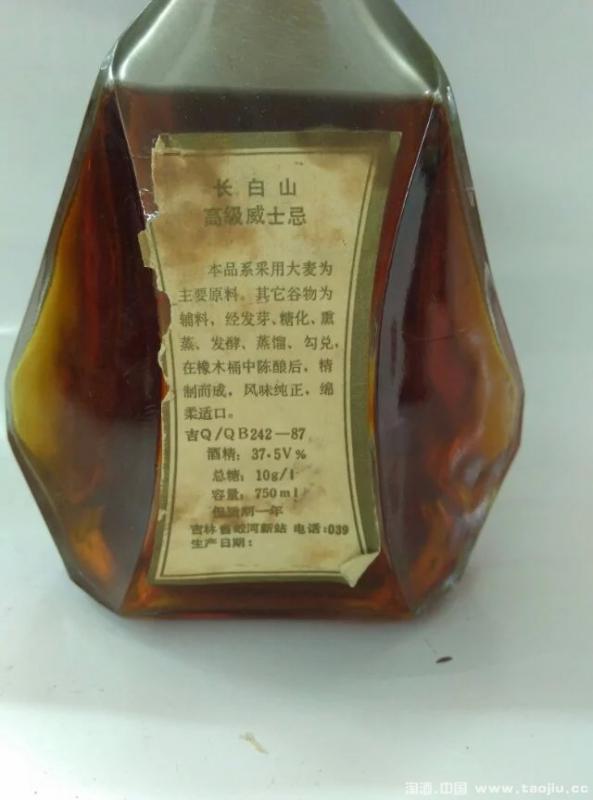 长白山
高级威士忌
本品系采用大麦为
主要原料。其它谷物为
辅料，经发芽、糖化、熏
蒸、发酵、蒸馏、勾兑，
在橡木桶中陈酿后，精
制而成，风味纯正，绵
柔适口。
吉Q/QB242—87
酒精：37·5V%
总糖：10g/l
容量：750ml
保质期一年
吉林省蛟河新站 电话：039
生产日期：
淘酒.中国 www.taojiu.cc